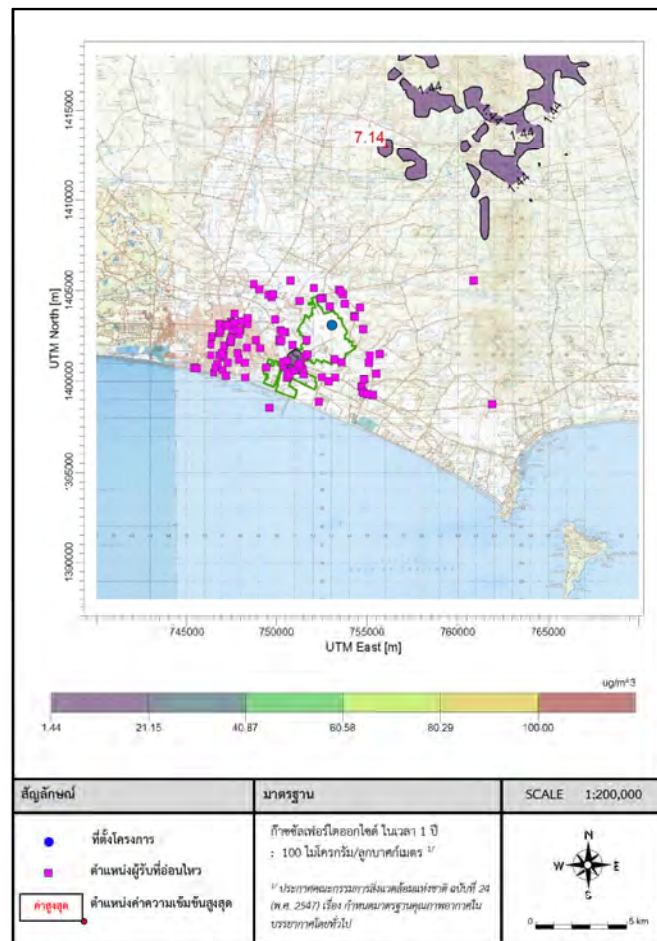 1415000
1410000
1405000
1400000
1395000
1390000
UTM North [m]
1.44
1.44
1.44
1.44
1.44
7.14
745000 750000 755000 760000 765000
UTM East [m]
ug/m^3
1.44 21.15 40.87 60.58 80.29 100.00
สัญลักษณ์
ที่ตั้งโครงการ
ตำแหน่งผู้รับที่อ่อนไหว
ค่าสูงสุด ตำแหน่งค่าความเข้มข้นสูงสุด
มาตรฐาน
ก๊าซซัลเฟอร์ไดออกไซด์ ในเวลา 1 ปี
: 100 ไมโครกรัม/ลูกบาศก์เมตร 1/
1/ ประกาศคณะกรรมการสิ่งแวดล้อมแห่งชาติ ฉบับที่ 24
(พ.ศ. 2547) เรื่อง กำหนดมาตรฐานคุณภาพอากาศใน
บรรยากาศโดยทั่วไป
SCALE 1:200,000
N
W E
S
0 5 km